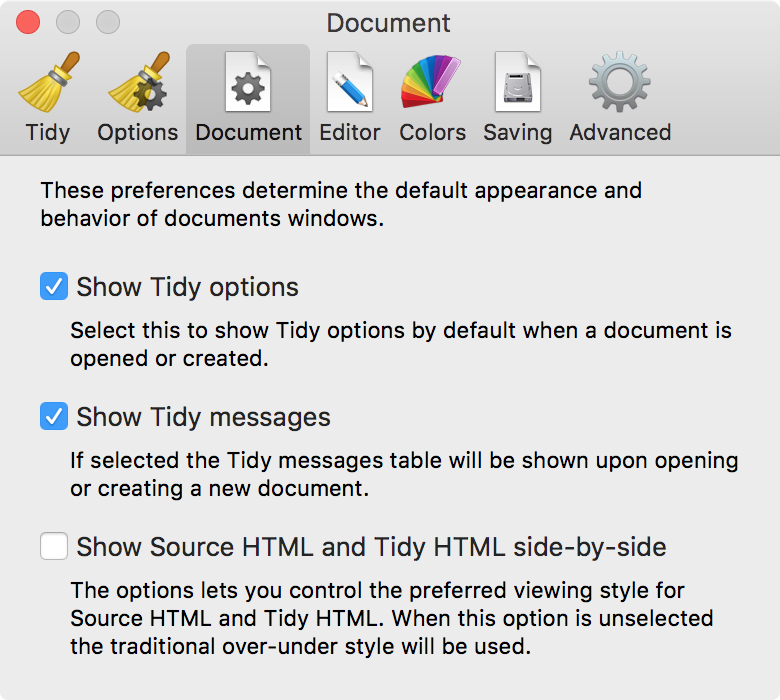 Document
Tidy Options Document Editor Colors Saving Advanced
These preferences determine the default appearance and
behavior of documents windows.
Show Tidy options
Select this to show Tidy options by default when a document is
opened or created.
Show Tidy messages
If selected the Tidy messages table will be shown upon opening
or creating a new document.
Show Source HTML and Tidy HTML side-by-side
The options lets you control the preferred viewing style for
Source HTML and Tidy HTML. When this option is unselected
the traditional over-under style will be used.